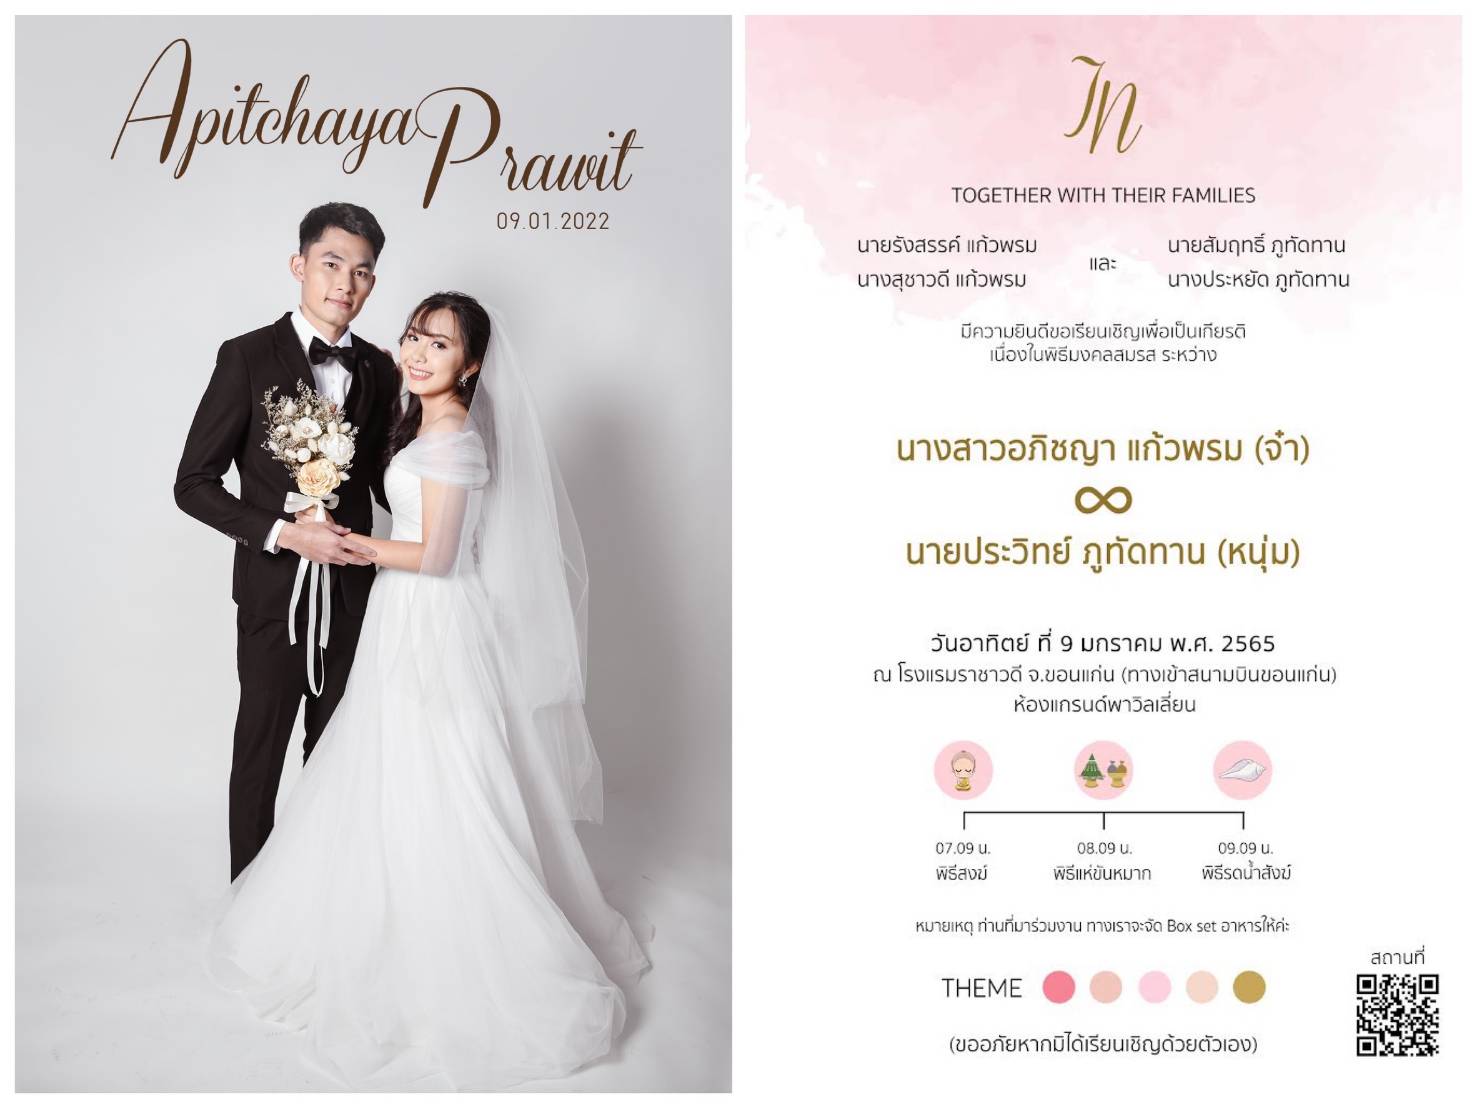 Apitchaya Prawit
09.01.2022
JN
TOGETHER WITH THEIR FAMILIES
นายรังสรรค์ แก้วพรม
นางสุชาวดี แก้วพรม
และ
นายสัมฤทธิ์ ภูทัดทาน
นางประหยัด ภูทัดทาน
มีความยินดีขอเรียนเชิญเพื่อเป็นเกียรติ
เนื่องในพิธีมงคลสมรส ระหว่าง
นางสาวอภิชญา แก้วพรม (จ๋า)
∞
นายประวิทย์ ภูทัดทาน (หนุ่ม)
วันอาทิตย์ ที่ 9 มกราคม พ.ศ. 2565
ณ โรงแรมราชาวดี จ.ขอนแก่น (ทางเข้าสนามบินขอนแก่น)
ห้องแกรนด์พาวิลเลี่ยน
07.09 น. 08.09 น. 09.09 น.
พิธีสงฆ์ พิธีแห่ขันหมาก พิธีรดน้ำสังฆ์
หมายเหตุ ท่านที่มาร่วมงาน ทางเราจะจัด Box set อาหารให้ค่ะ
THEME
(ขออภัยหากมิได้เรียนเชิญด้วยตัวเอง)
สถานที่